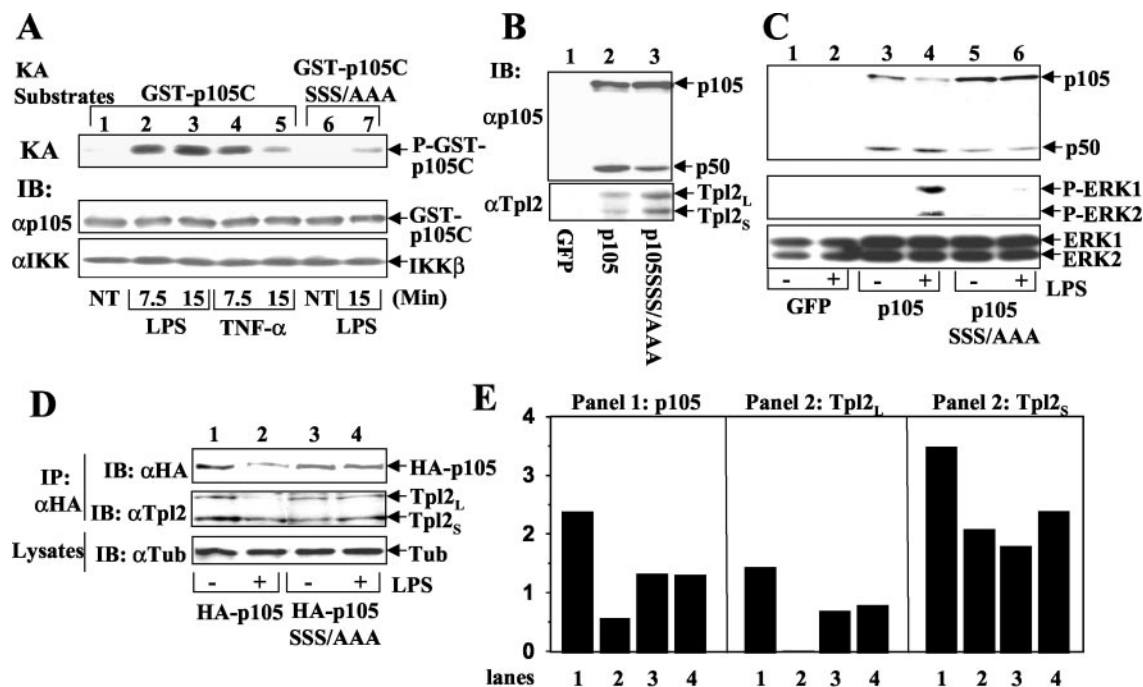 A
KA
Substrates
GST-p105C
GST-p105C
SSS/AAA
1 2 3 4 5 6 7
KA
P-GST-
p105C
IB:
αp105
GST-
p105C
αIKK
IKKβ
NT 7.5 15 7.5 15 NT 15 (Min)
LPS TNF-α LPS
B
1 2 3
IB:
αp105
p105
p50
αTpl2
Tpl2L
Tpl2S
GFP
p105
p105SSS/AAA
C
1 2 3 4 5 6
p105
p50
P-ERK1
P-ERK2
ERK1
ERK2
- + - + - + LPS
GFP p105 p105
SSS/AAA
D
1 2 3 4
IP:
αHA
IB: αHA
HA-p105
IB: αTpl2
Tpl2L
Tpl2S
Lysates
IB: αTub
Tub
- + - + LPS
HA-p105 HA-p105
SSS/AAA
E
Panel 1: p105 Panel 2: Tpl2L Panel 2: Tpl2S
4
3
2
1
0
lanes 1 2 3 4 1 2 3 4 1 2 3 4